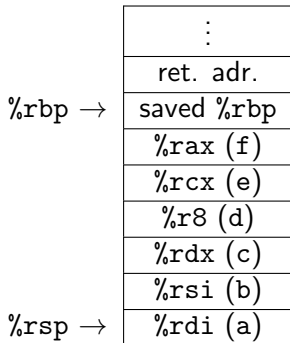 ⋮
ret. adr.
%rbp → saved %rbp
%rax (f)
%rcx (e)
%r8 (d)
%rdx (c)
%rsi (b)
%rsp → %rdi (a)